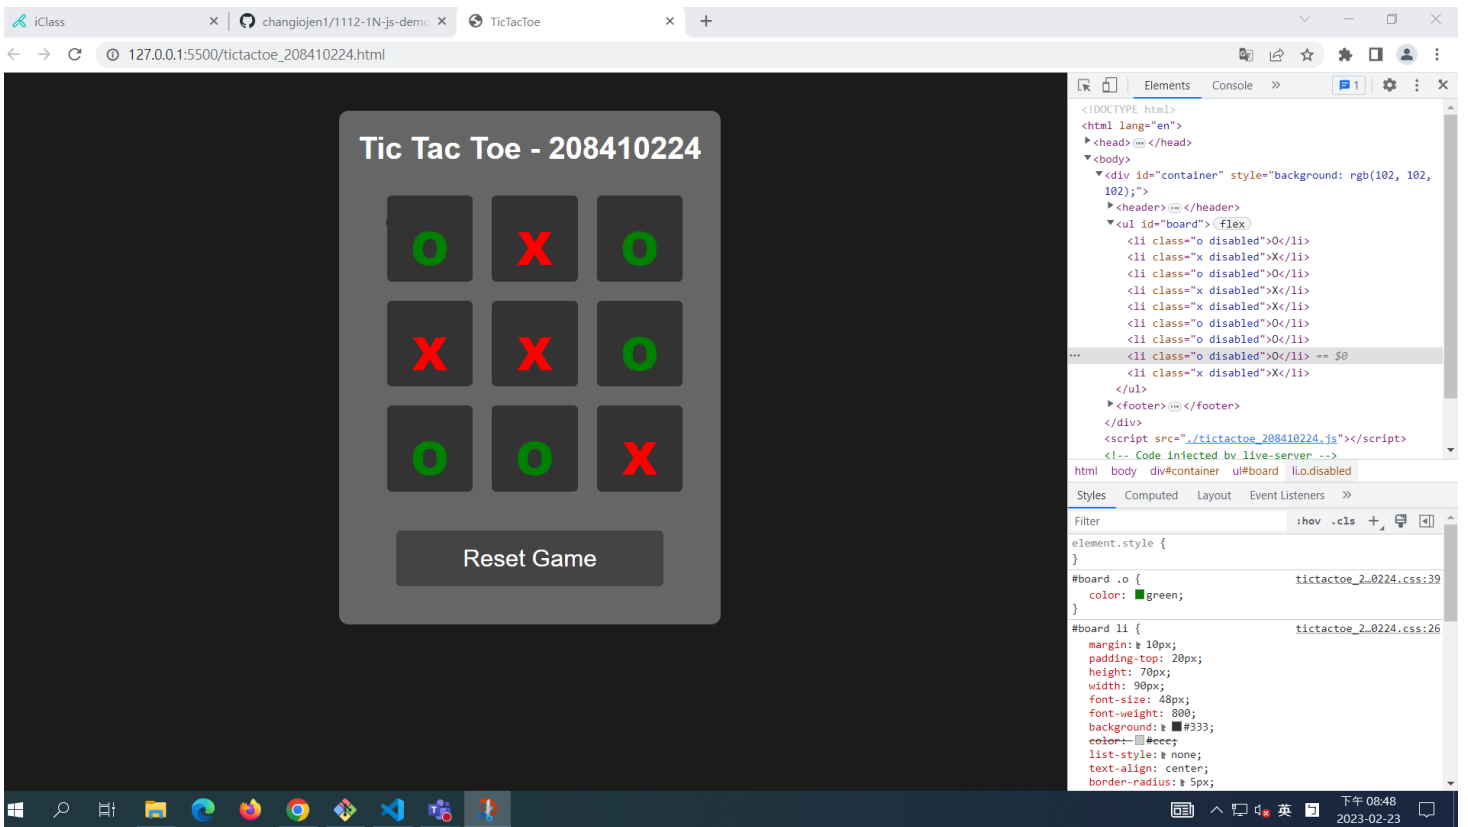 iClass
changiojen1/1112-1N-js-demo
TicTacToe
127.0.0.1:5500/tictactoe_208410224.html
Tic Tac Toe - 208410224
O X O
X X O
O O X
Reset Game
Elements Console » 1
<!DOCTYPE html>
<html lang="en">
<head> … </head>
<body>
<div id="container" style="background: rgb(102, 102,
102);">
<header> … </header>
<ul id="board"> flex
<li class="o disabled">O</li>
<li class="x disabled">X</li>
<li class="o disabled">O</li>
<li class="x disabled">X</li>
<li class="x disabled">X</li>
<li class="o disabled">O</li>
<li class="o disabled">O</li>
… <li class="o disabled">O</li> == $0
<li class="x disabled">X</li>
</ul>
<footer> … </footer>
</div>
<script src="./tictactoe_208410224.js"></script>
<!-- Code injected by live-server -->
html body div#container ul#board li.o.disabled
Styles Computed Layout Event Listeners »
Filter :hov .cls +
element.style {
}
#board .o { tictactoe_2…0224.css:39
color: green;
}
#board li { tictactoe_2…0224.css:26
margin: 10px;
padding-top: 20px;
height: 70px;
width: 90px;
font-size: 48px;
font-weight: 800;
background: #333;
color: #ccc;
list-style: none;
text-align: center;
border-radius: 5px;
英 ㄅ 下午 08:48
2023-02-23